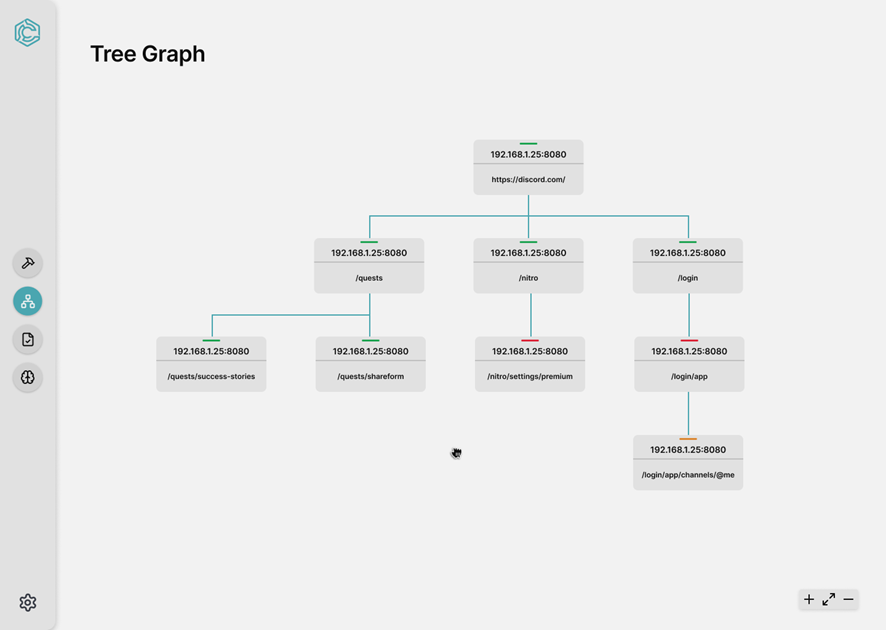 Tree Graph
192.168.1.25:8080
https://discord.com/
192.168.1.25:8080
/quests
192.168.1.25:8080
/nitro
192.168.1.25:8080
/login
192.168.1.25:8080
/quests/success-stories
192.168.1.25:8080
/quests/shareform
192.168.1.25:8080
/nitro/settings/premium
192.168.1.25:8080
/login/app
192.168.1.25:8080
/login/app/channels/@me